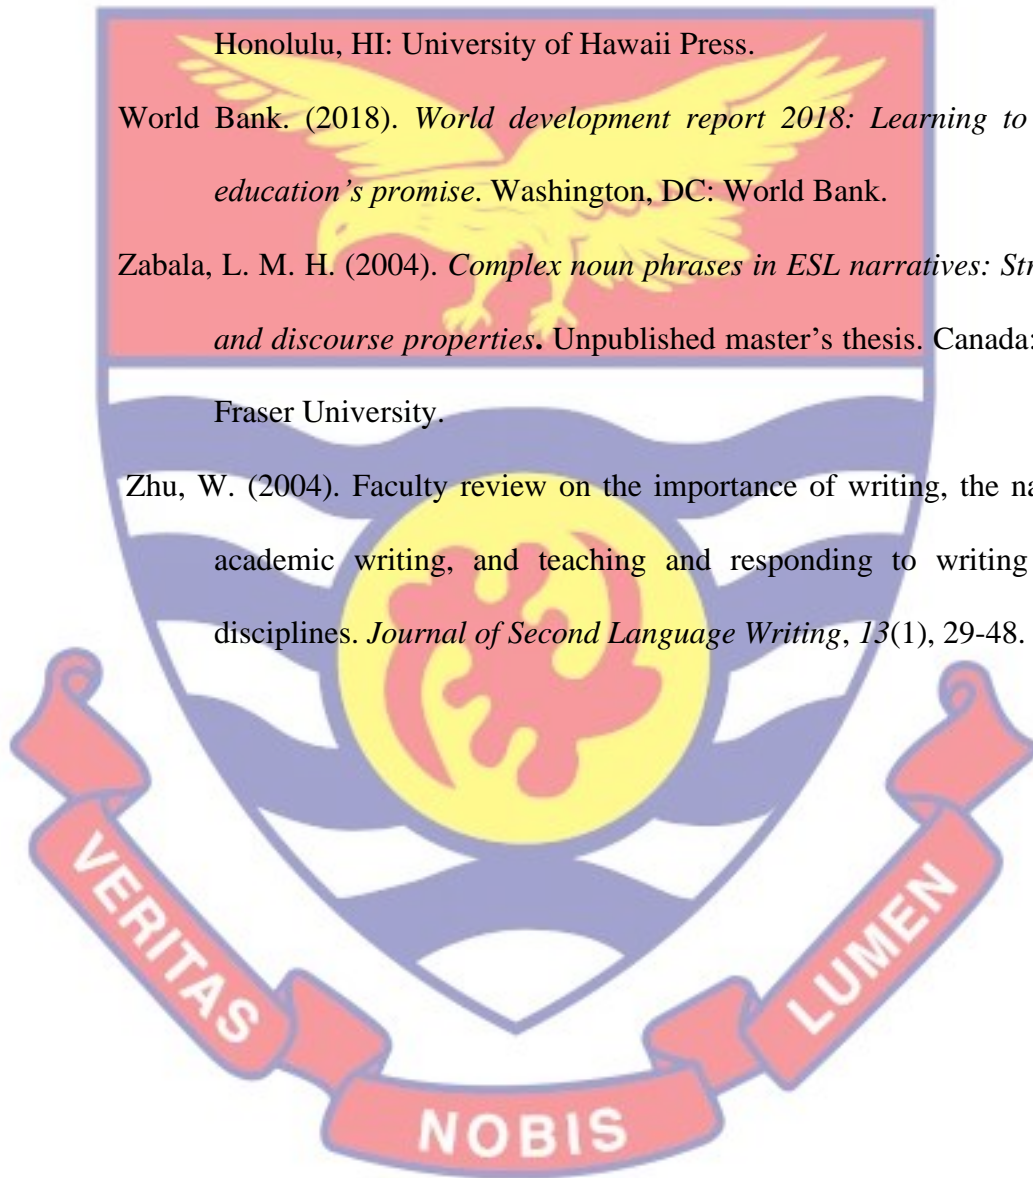 Honolulu, HI: University of Hawaii Press.
World Bank. (2018). World development report 2018: Learning to
education’s promise. Washington, DC: World Bank.
Zabala, L. M. H. (2004). Complex noun phrases in ESL narratives:
and discourse properties. Unpublished master’s thesis. Canada:
Fraser University.
Zhu, W. (2004). Faculty review on the importance of writing, the
academic writing, and teaching and responding to writing
disciplines. Journal of Second Language Writing, 13(1), 29-48.
VERITAS
NOBIS
LUMEN